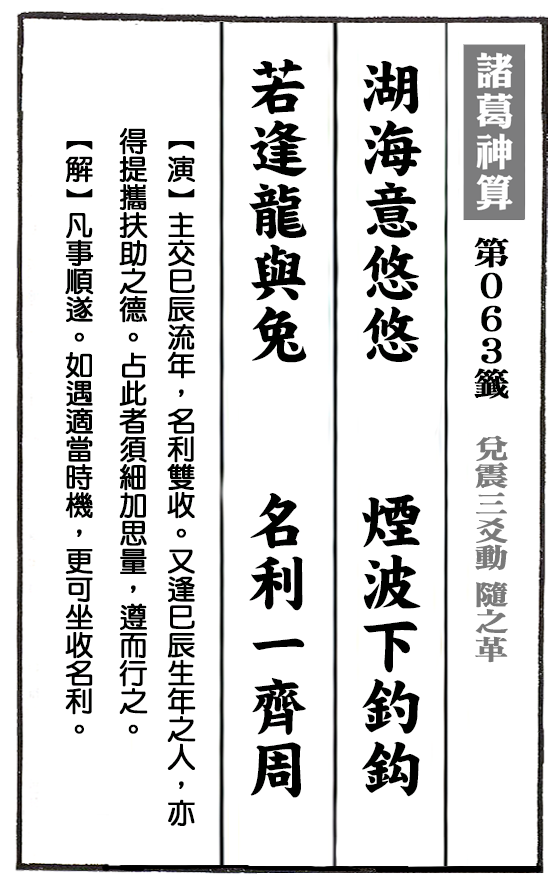 諸葛神算 第063籤 兌震三爻動 隨之革
湖海意悠悠 煙波下釣鈎
若逢龍與兔 名利一齊周
【演】主交巳辰流年，名利雙收。又逢巳辰生年之人，亦
得提攜扶助之德。占此者須細加思量，遵而行之。
【解】凡事順遂。如遇適當時機，更可坐收名利。